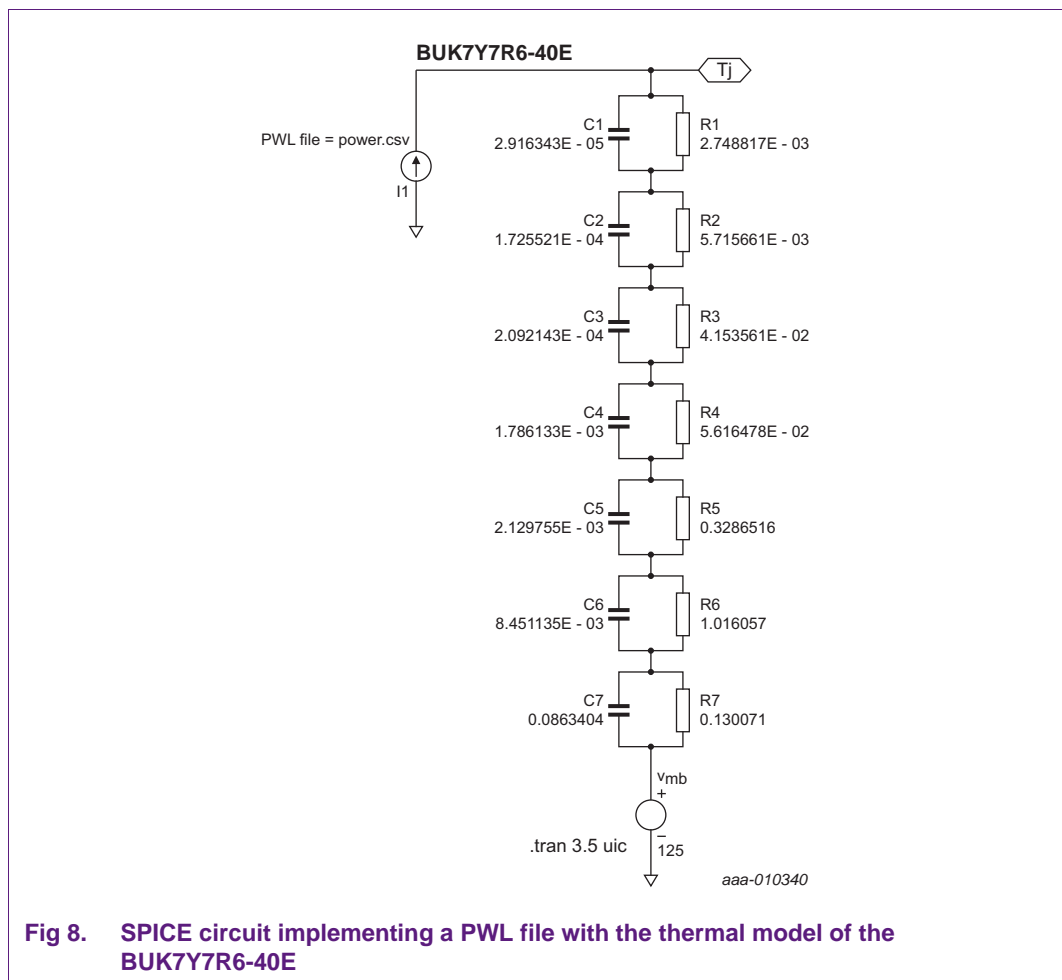 BUK7Y7R6-40E
Tj
PWL file = power.csv
I1
C1
2.916343E - 05
R1
2.748817E - 03
C2
1.725521E - 04
R2
5.715661E - 03
C3
2.092143E - 04
R3
4.153561E - 02
C4
1.786133E - 03
R4
5.616478E - 02
C5
2.129755E - 03
R5
0.3286516
C6
8.451135E - 03
R6
1.016057
C7
0.0863404
R7
0.130071
vmb
+
−
.tran 3.5 uic
125
aaa-010340
Fig 8. SPICE circuit implementing a PWL file with the thermal model of the
BUK7Y7R6-40E